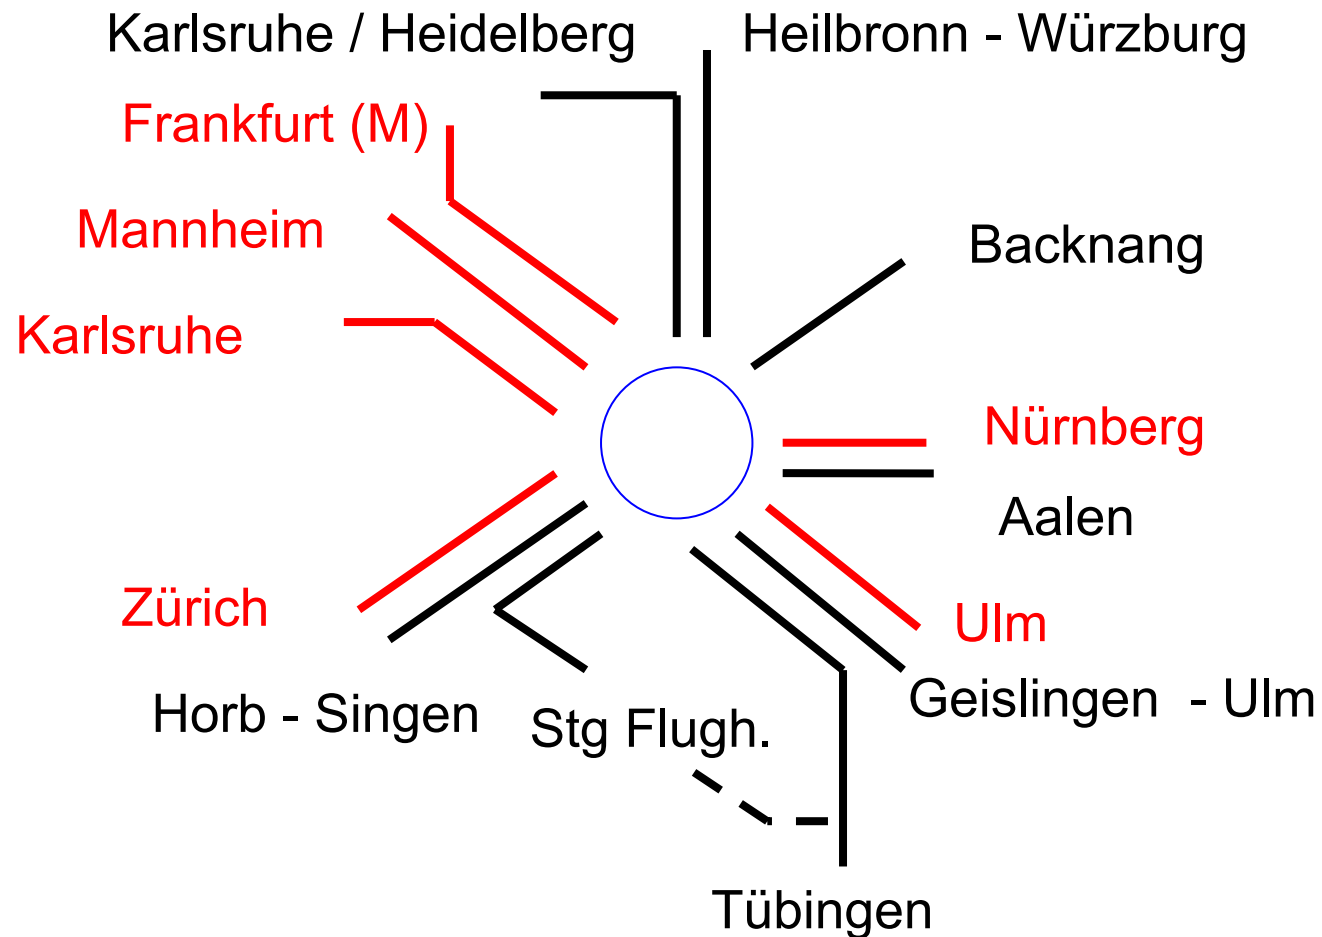 Karlsruhe / Heidelberg
Heilbronn - Würzburg
Frankfurt (M)
Mannheim
Backnang
Karlsruhe
Nürnberg
Aalen
Zürich
Ulm
Horb - Singen
Stg Flugh.
Geislingen - Ulm
Tübingen